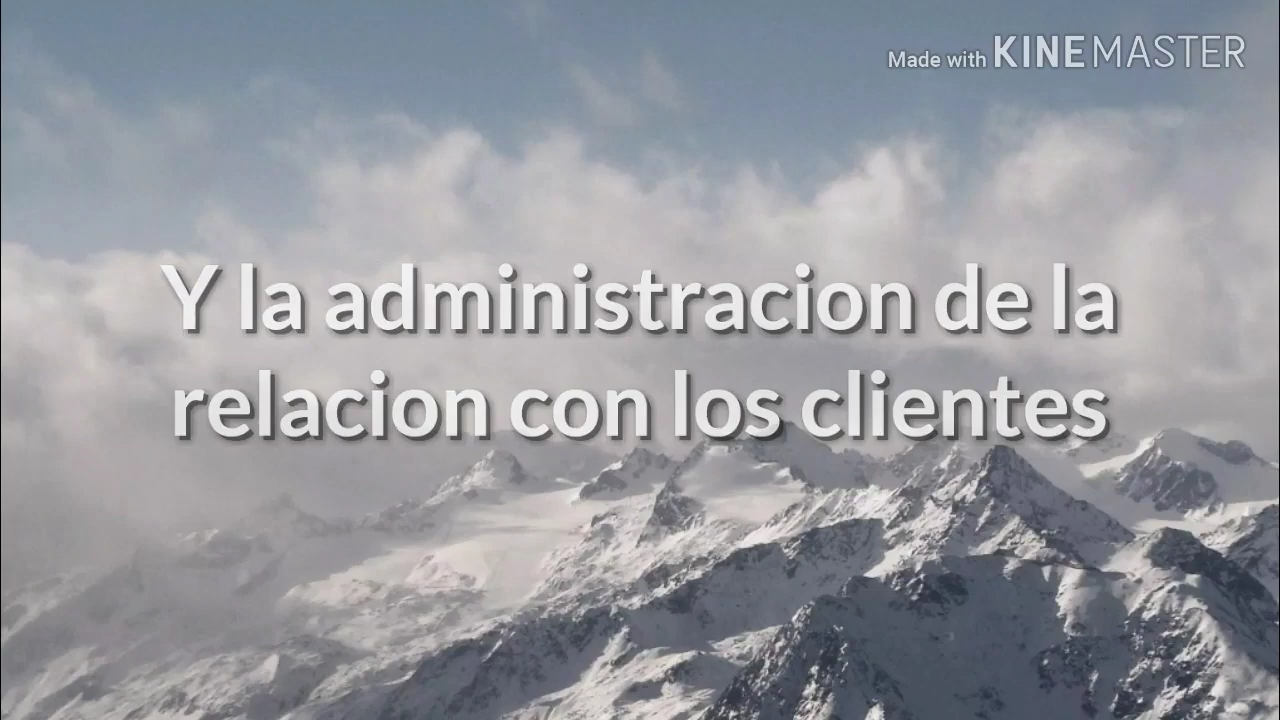 Made with KINEMASTER
Y la administracion de la
relacion con los clientes